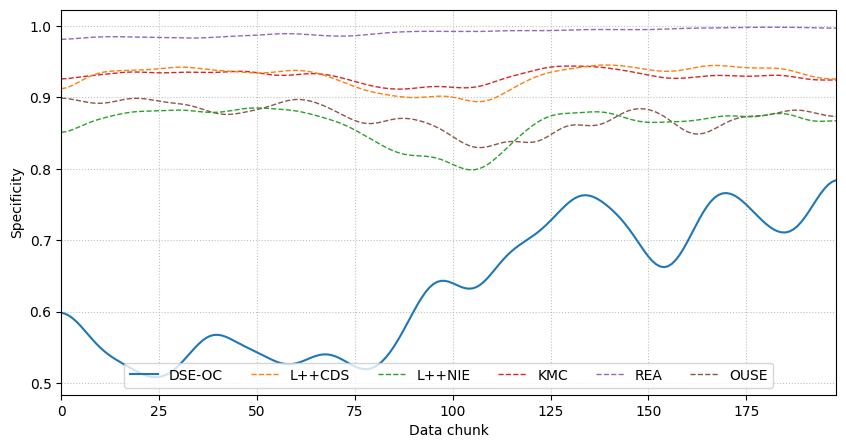 1.0
0.9
0.8
0.7
0.6
0.5
Specificity
DSE-OC L++CDS L++NIE KMC REA OUSE
0 25 50 75 100 125 150 175
Data chunk